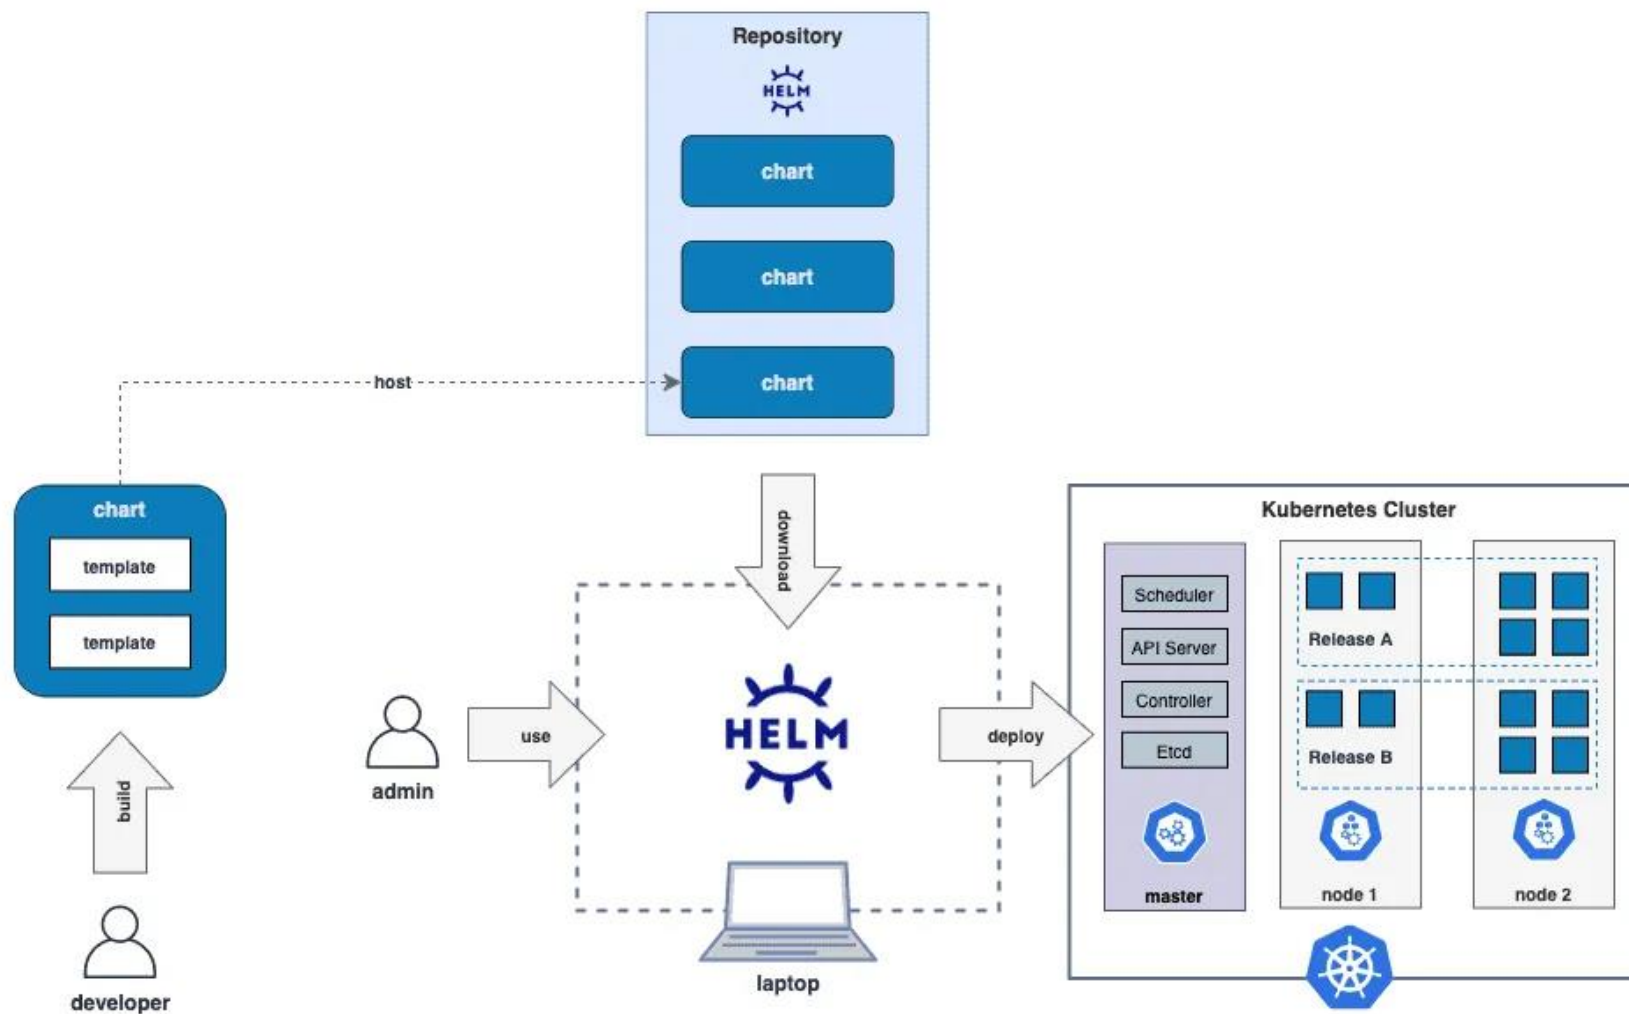 Repository
HELM
chart
chart
chart
host
chart
template
template
build
developer
admin
use
download
HELM
laptop
deploy
Kubernetes Cluster
Scheduler
API Server
Controller
Etcd
master
Release A
Release B
node 1
node 2